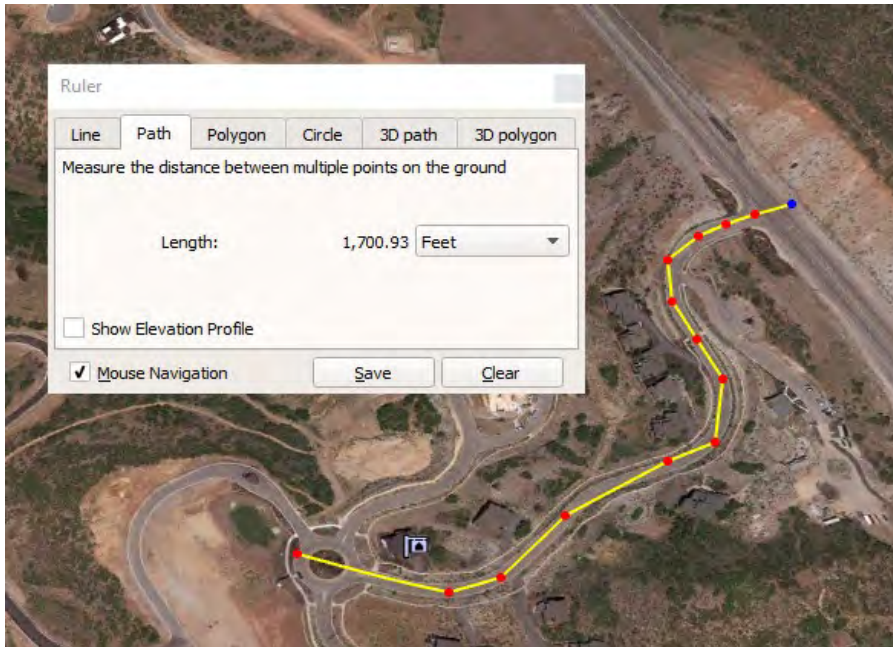 Ruler
Line Path Polygon Circle 3D path 3D polygon
Measure the distance between multiple points on the ground
Length: 1,700.93 Feet
Show Elevation Profile
Mouse Navigation Save Clear